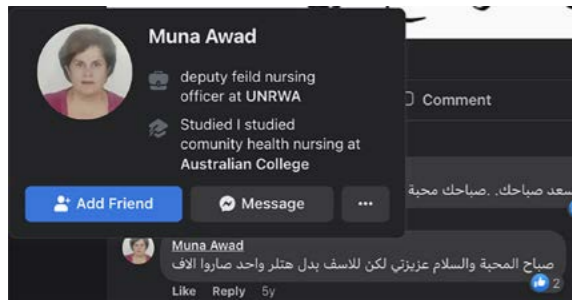 Muna Awad
deputy feild nursing
officer at UNRWA
Studied I studied
comunity health nursing at
Australian College
Add Friend
Message
Comment
سعد صباحك. .صباحك محبة
Muna Awad
صباح المحبة والسلام عزيزتي لكن للاسف بدل هتلر واحد صاروا الاف
2
Like Reply 5y